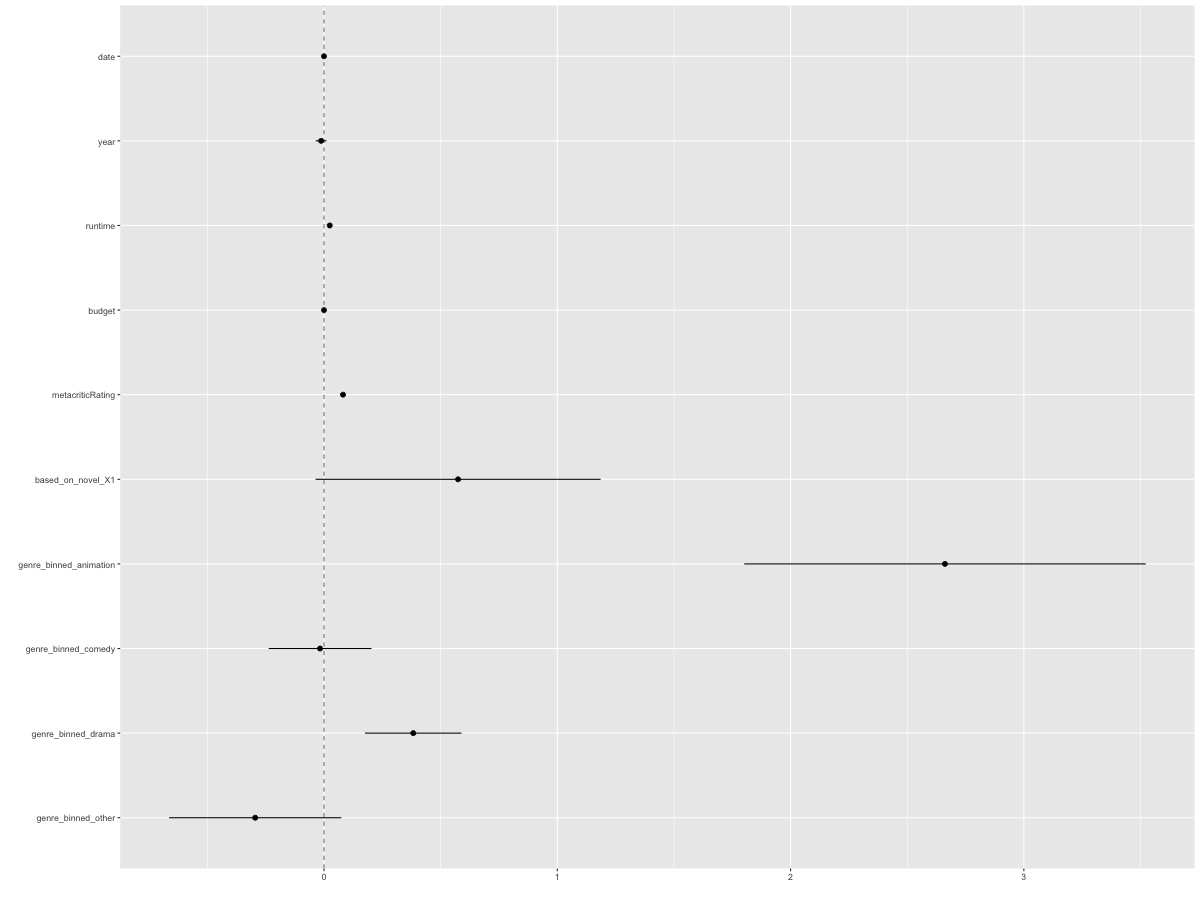 date
year
runtime
budget
metacriticRating
based_on_novel_X1
genre_binned_animation
genre_binned_comedy
genre_binned_drama
genre_binned_other
0 1 2 3